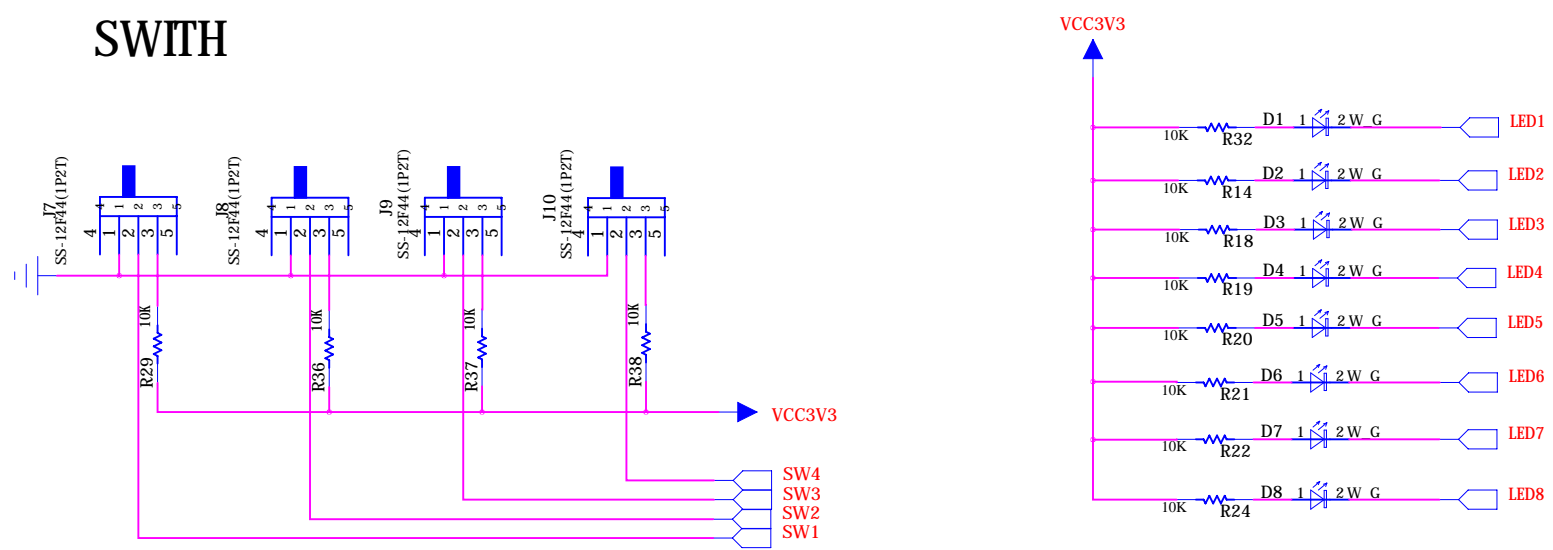 SWITH
J7
SS-12F44(1P2T)
4 1 2 3 5
4 1 2 3 5
J8
SS-12F44(1P2T)
4 1 2 3 5
4 1 2 3 5
J9
SS-12F44(1P2T)
4 1 2 3 5
4 1 2 3 5
J10
SS-12F44(1P2T)
4 1 2 3 5
4 1 2 3 5
10K
R29
10K
R36
10K
R37
10K
R38
VCC3V3
SW4
SW3
SW2
SW1
VCC3V3
10K R32 D1 1 2 W_G LED1
10K R14 D2 1 2 W_G LED2
10K R18 D3 1 2 W_G LED3
10K R19 D4 1 2 W_G LED4
10K R20 D5 1 2 W_G LED5
10K R21 D6 1 2 W_G LED6
10K R22 D7 1 2 W_G LED7
10K R24 D8 1 2 W_G LED8